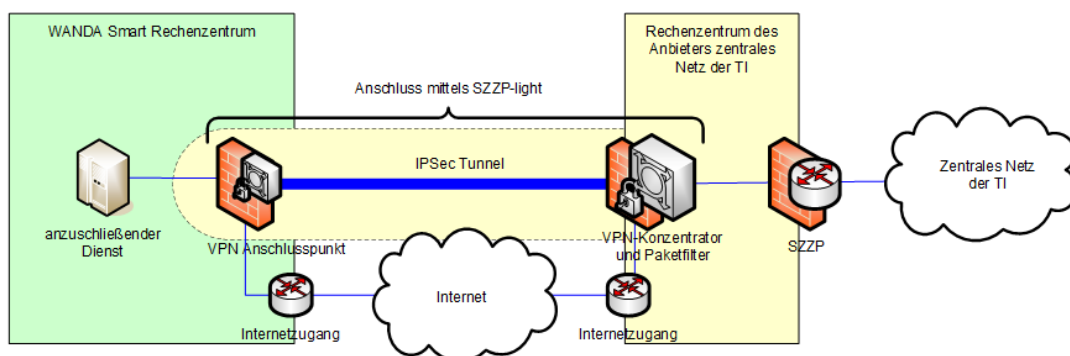 WANDA Smart Rechenzentrum
Rechenzentrum des
Anbieters zentrales
Netz der TI
Anschluss mittels SZZP-light
IPSec Tunnel
Zentrales Netz
der TI
anzuschließender
Dienst
VPN Anschlusspunkt
VPN-Konzentrator
und Paketfilter
SZZP
Internet
Internetzugang
Internetzugang